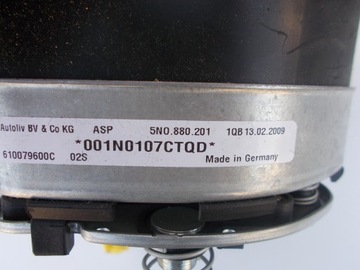 Autoliv BV & Co KG ASP 5N0.880.201 1QB 13.02.2009
*001N0107CTQD*
610079600C 02S Made in Germany